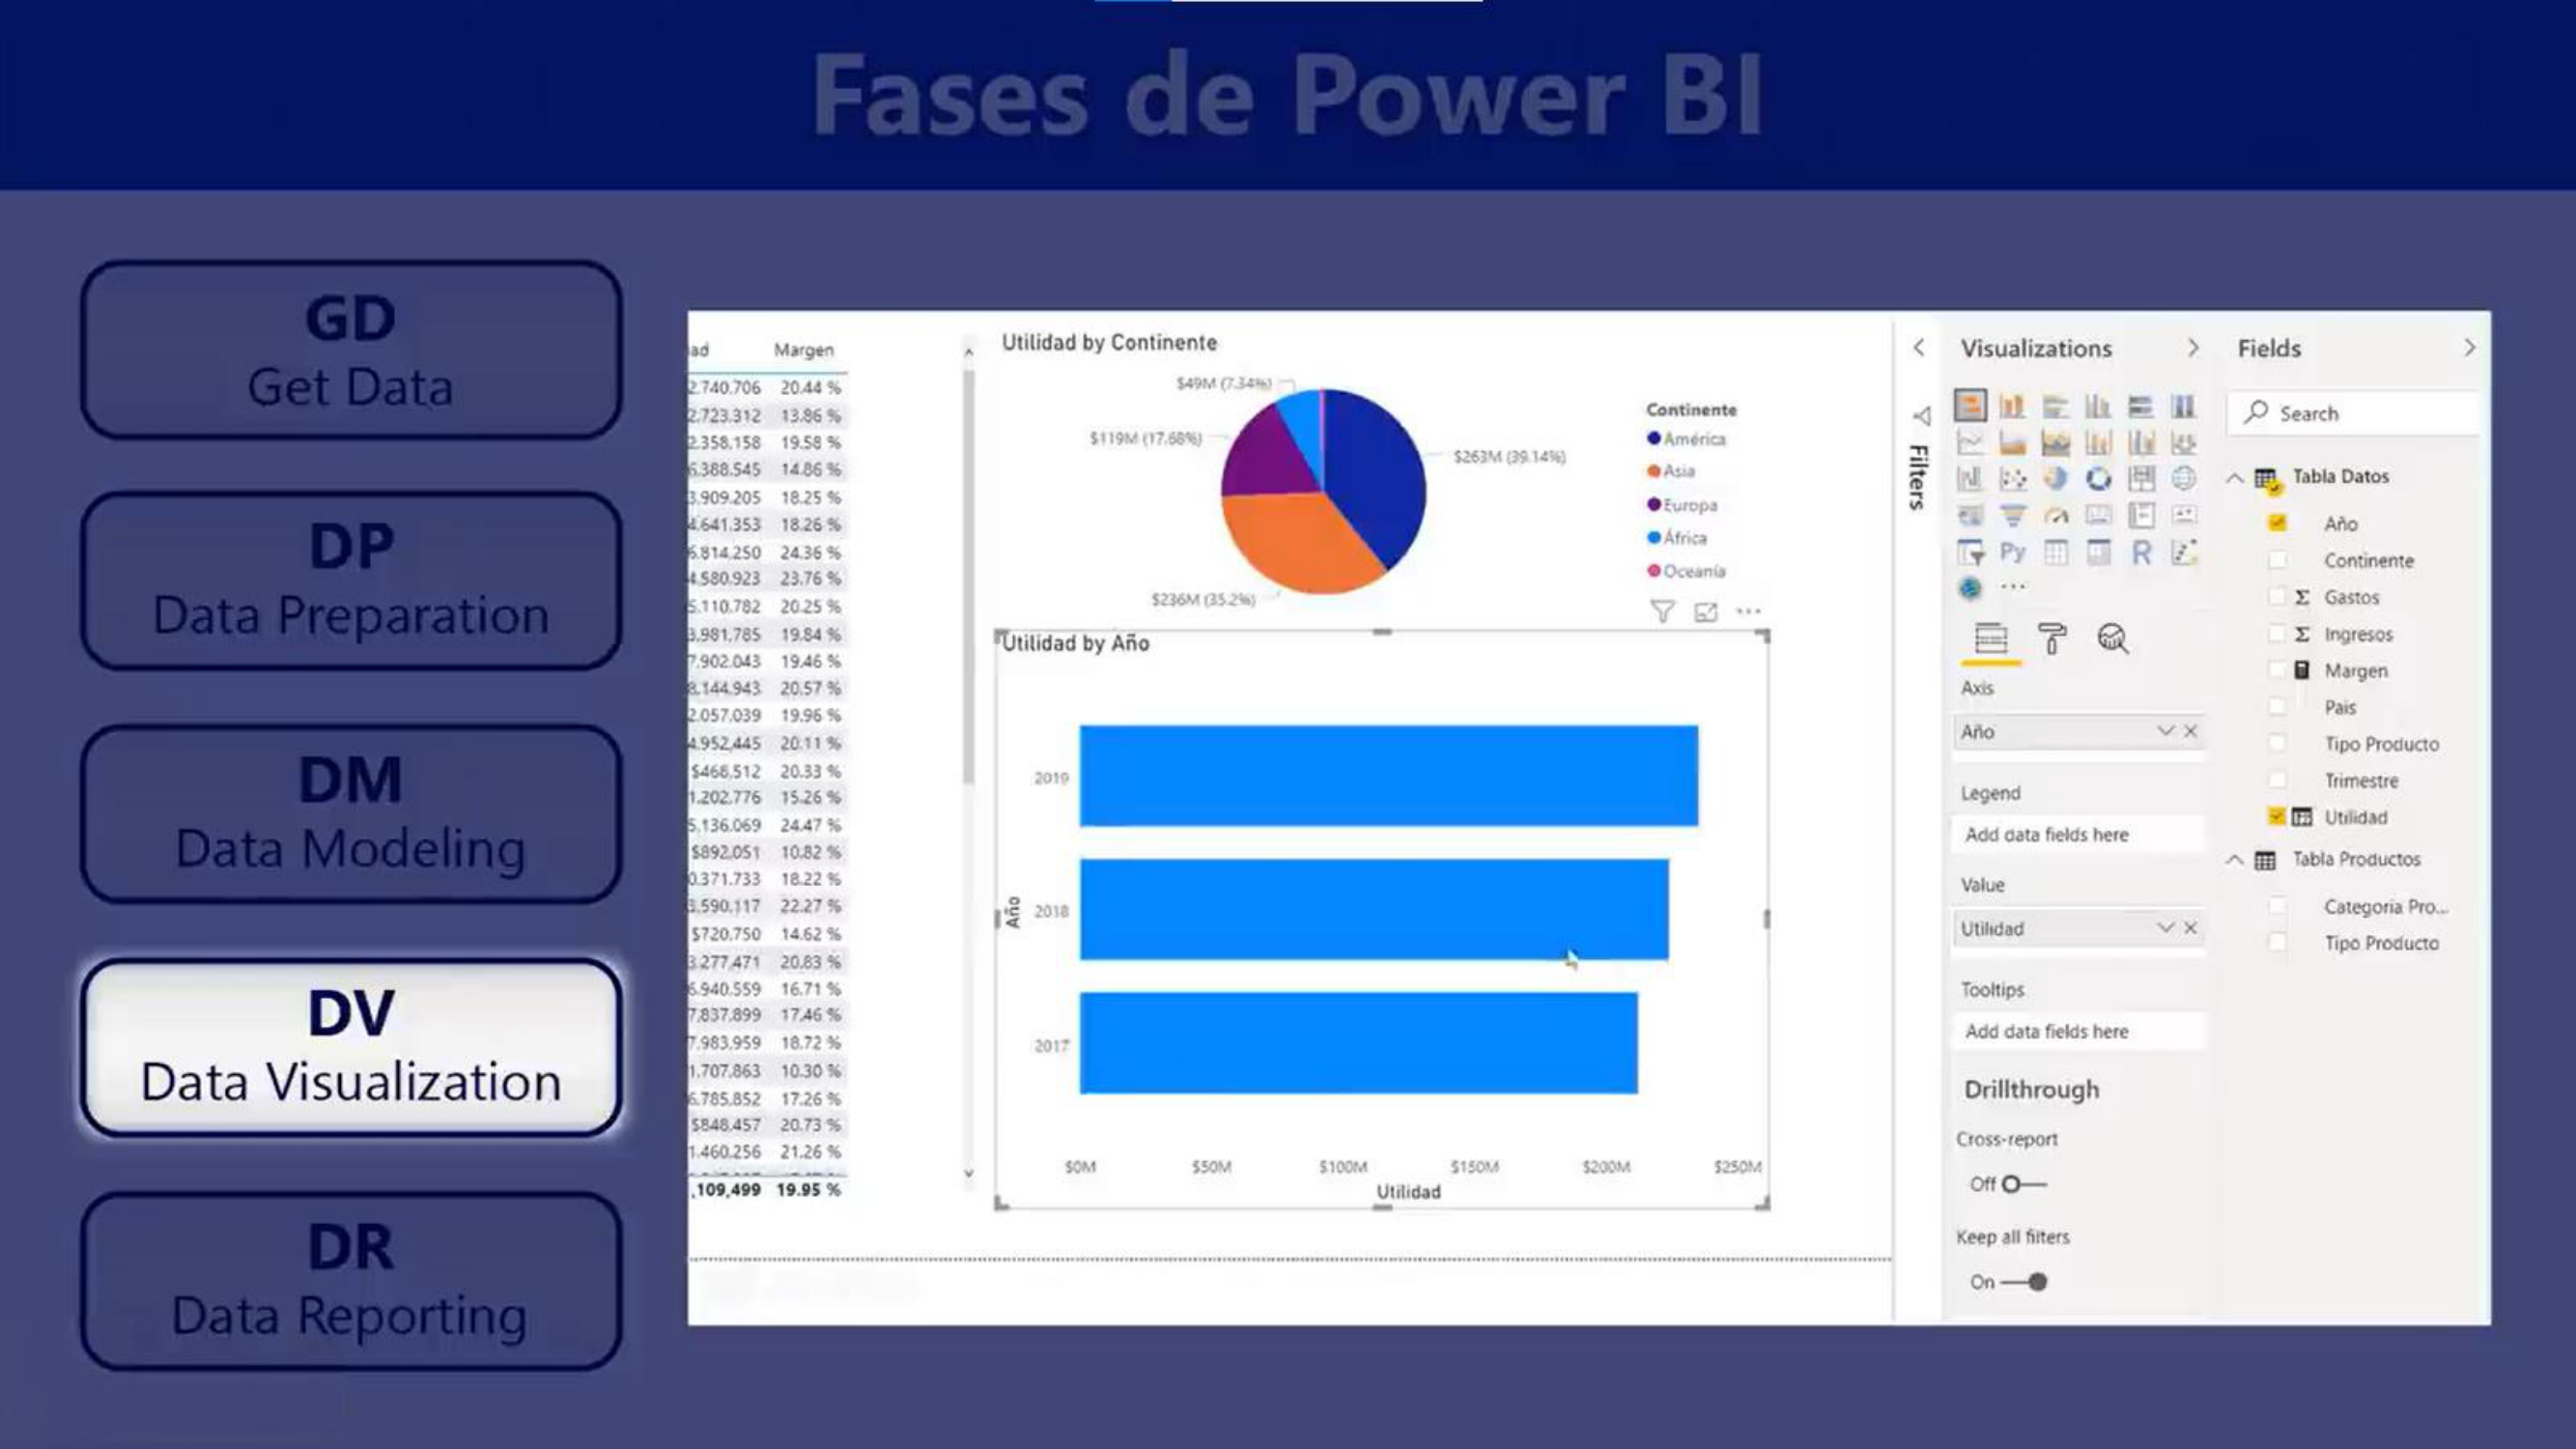 Fases de Power BI
GD
Get Data
DP
Data Preparation
DM
Data Modeling
DV
Data Visualization
DR
Data Reporting
ad Margen
2.740.706 20.44 %
2.723.312 13.86 %
2.358,158 19.58 %
6.388.545 14.86 %
3.909.205 18.25 %
4.641,353 18.26 %
6.814.250 24.36 %
4.580.923 23.76 %
5.110.782 20.25 %
3.981.785 19.84 %
7.902.043 19.46 %
8.144.943 20.57 %
2.057,039 19.96 %
4.952,445 20.11 %
$468,512 20.33 %
1.202.776 15.26 %
5.136.069 24.47 %
$892,051 10.82 %
0.371.733 18.22 %
3.590.117 22.27 %
$720.750 14.62 %
3.277,471 20.83 %
6.940.559 16.71 %
7,837,899 17.46 %
7.983,959 18.72 %
1.707,863 10.30 %
6.785,852 17.26 %
$848,457 20.73 %
1.460.256 21.26 %
,109,499 19.95 %
Utilidad by Continente
$49M (7.34%)
$119M (17.68%)
$263M (39.14%)
$236M (35.2%)
Continente
América
Asia
Europa
África
Oceanía
Utilidad by Año
2019
2018
2017
Año
$0M $50M $100M $150M $200M $250M
Utilidad
Filters
Visualizations
Py
R
Axis
Año
Legend
Add data fields here
Value
Utilidad
Tooltips
Add data fields here
Drillthrough
Cross-report
Off
Keep all filters
On
Fields
Search
Tabla Datos
Año
Continente
Σ Gastos
Σ Ingresos
Margen
Pais
Tipo Producto
Trimestre
Utilidad
Tabla Productos
Categoria Pro...
Tipo Producto